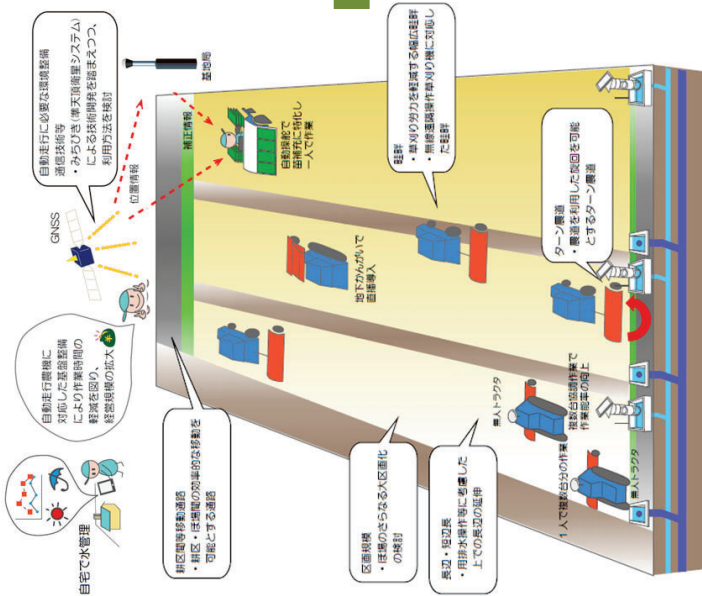 自宅で水管理
自動走行農機に
対応した基盤整備
により作業時間の
軽減を図り、
経営規模の拡大
GNSS
自動走行に必要な環境整備
通信技術等
・みちびき(準天頂衛星システム)
による技術開発を踏まえつつ、
利用方法を検討
位置情報
基地局
補正情報
耕区間等移動通路
・耕区・ほ場間の効率的な移動を
可能とする通路
自動操舵で
苗補充に特化し
一人で作業
地下かんがいで
直播導入
畦畔
・草刈り労力を軽減する幅広畦畔
・無線遠隔操作草刈り機に対応し
た畦畔
区画規模
・ほ場のさらなる大区画化
の検討
長辺・短辺長
・用排水操作等に考慮した
上での長辺の延伸
無人トラクタ
複数台協調作業で
作業能率の向上
1人で複数台分の作業
無人トラクタ
ターン農道
・農道を利用した旋回を可能
とするターン農道